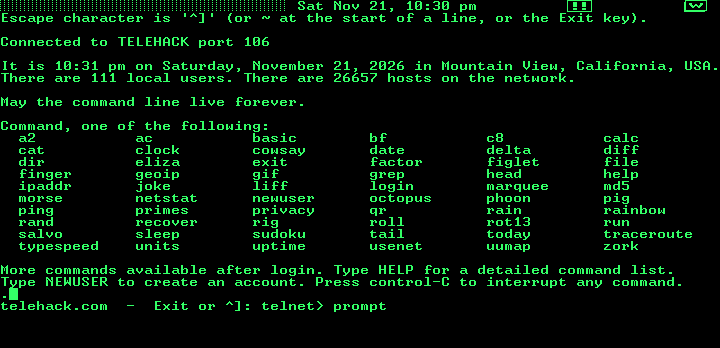 Sat Nov 21, 10:30 pm
Escape character is '^]' (or ~ at the start of a line, or the Exit key).
Connected to TELEHACK port 106
It is 10:31 pm on Saturday, November 21, 2026 in Mountain View, California, USA.
There are 111 local users. There are 26657 hosts on the network.
May the command line live forever.
Command, one of the following:
a2 ac basic bf c8 calc
cat clock cowsay date delta diff
dir eliza exit factor figlet file
finger geoip gif grep head help
ipaddr joke liff login marquee md5
morse netstat newuser octopus phoon pig
ping primes privacy qr rain rainbow
rand recover rig roll rot13 run
salvo sleep sudoku tail today traceroute
typespeed units uptime usenet uumap zork
More commands available after login. Type HELP for a detailed command list.
Type NEWUSER to create an account. Press control-C to interrupt any command.
.
telehack.com - Exit or ^]: telnet> prompt